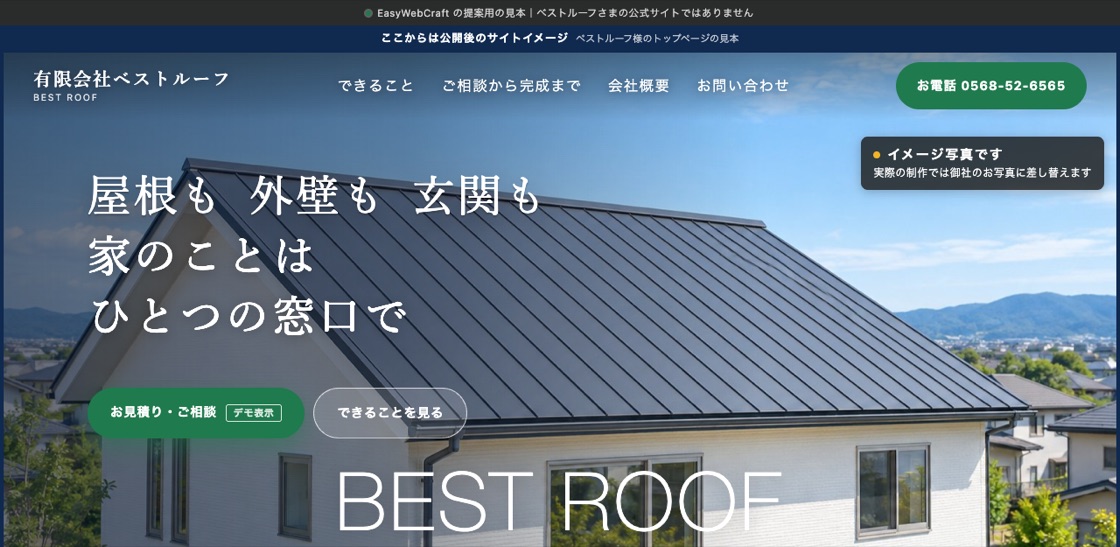 EasyWebCraft の提案用の見本｜ベストルーフさまの公式サイトではありません
ここからは公開後のサイトイメージ ベストルーフ様のトップページの見本
有限会社ベストルーフ
BEST ROOF
できること ご相談から完成まで 会社概要 お問い合わせ
お電話 0568-52-6565
イメージ写真です
実際の制作では御社のお写真に差し替えます
屋根も 外壁も 玄関も
家のことは
ひとつの窓口で
お見積り・ご相談 デモ表示
できることを見る
BEST ROOF